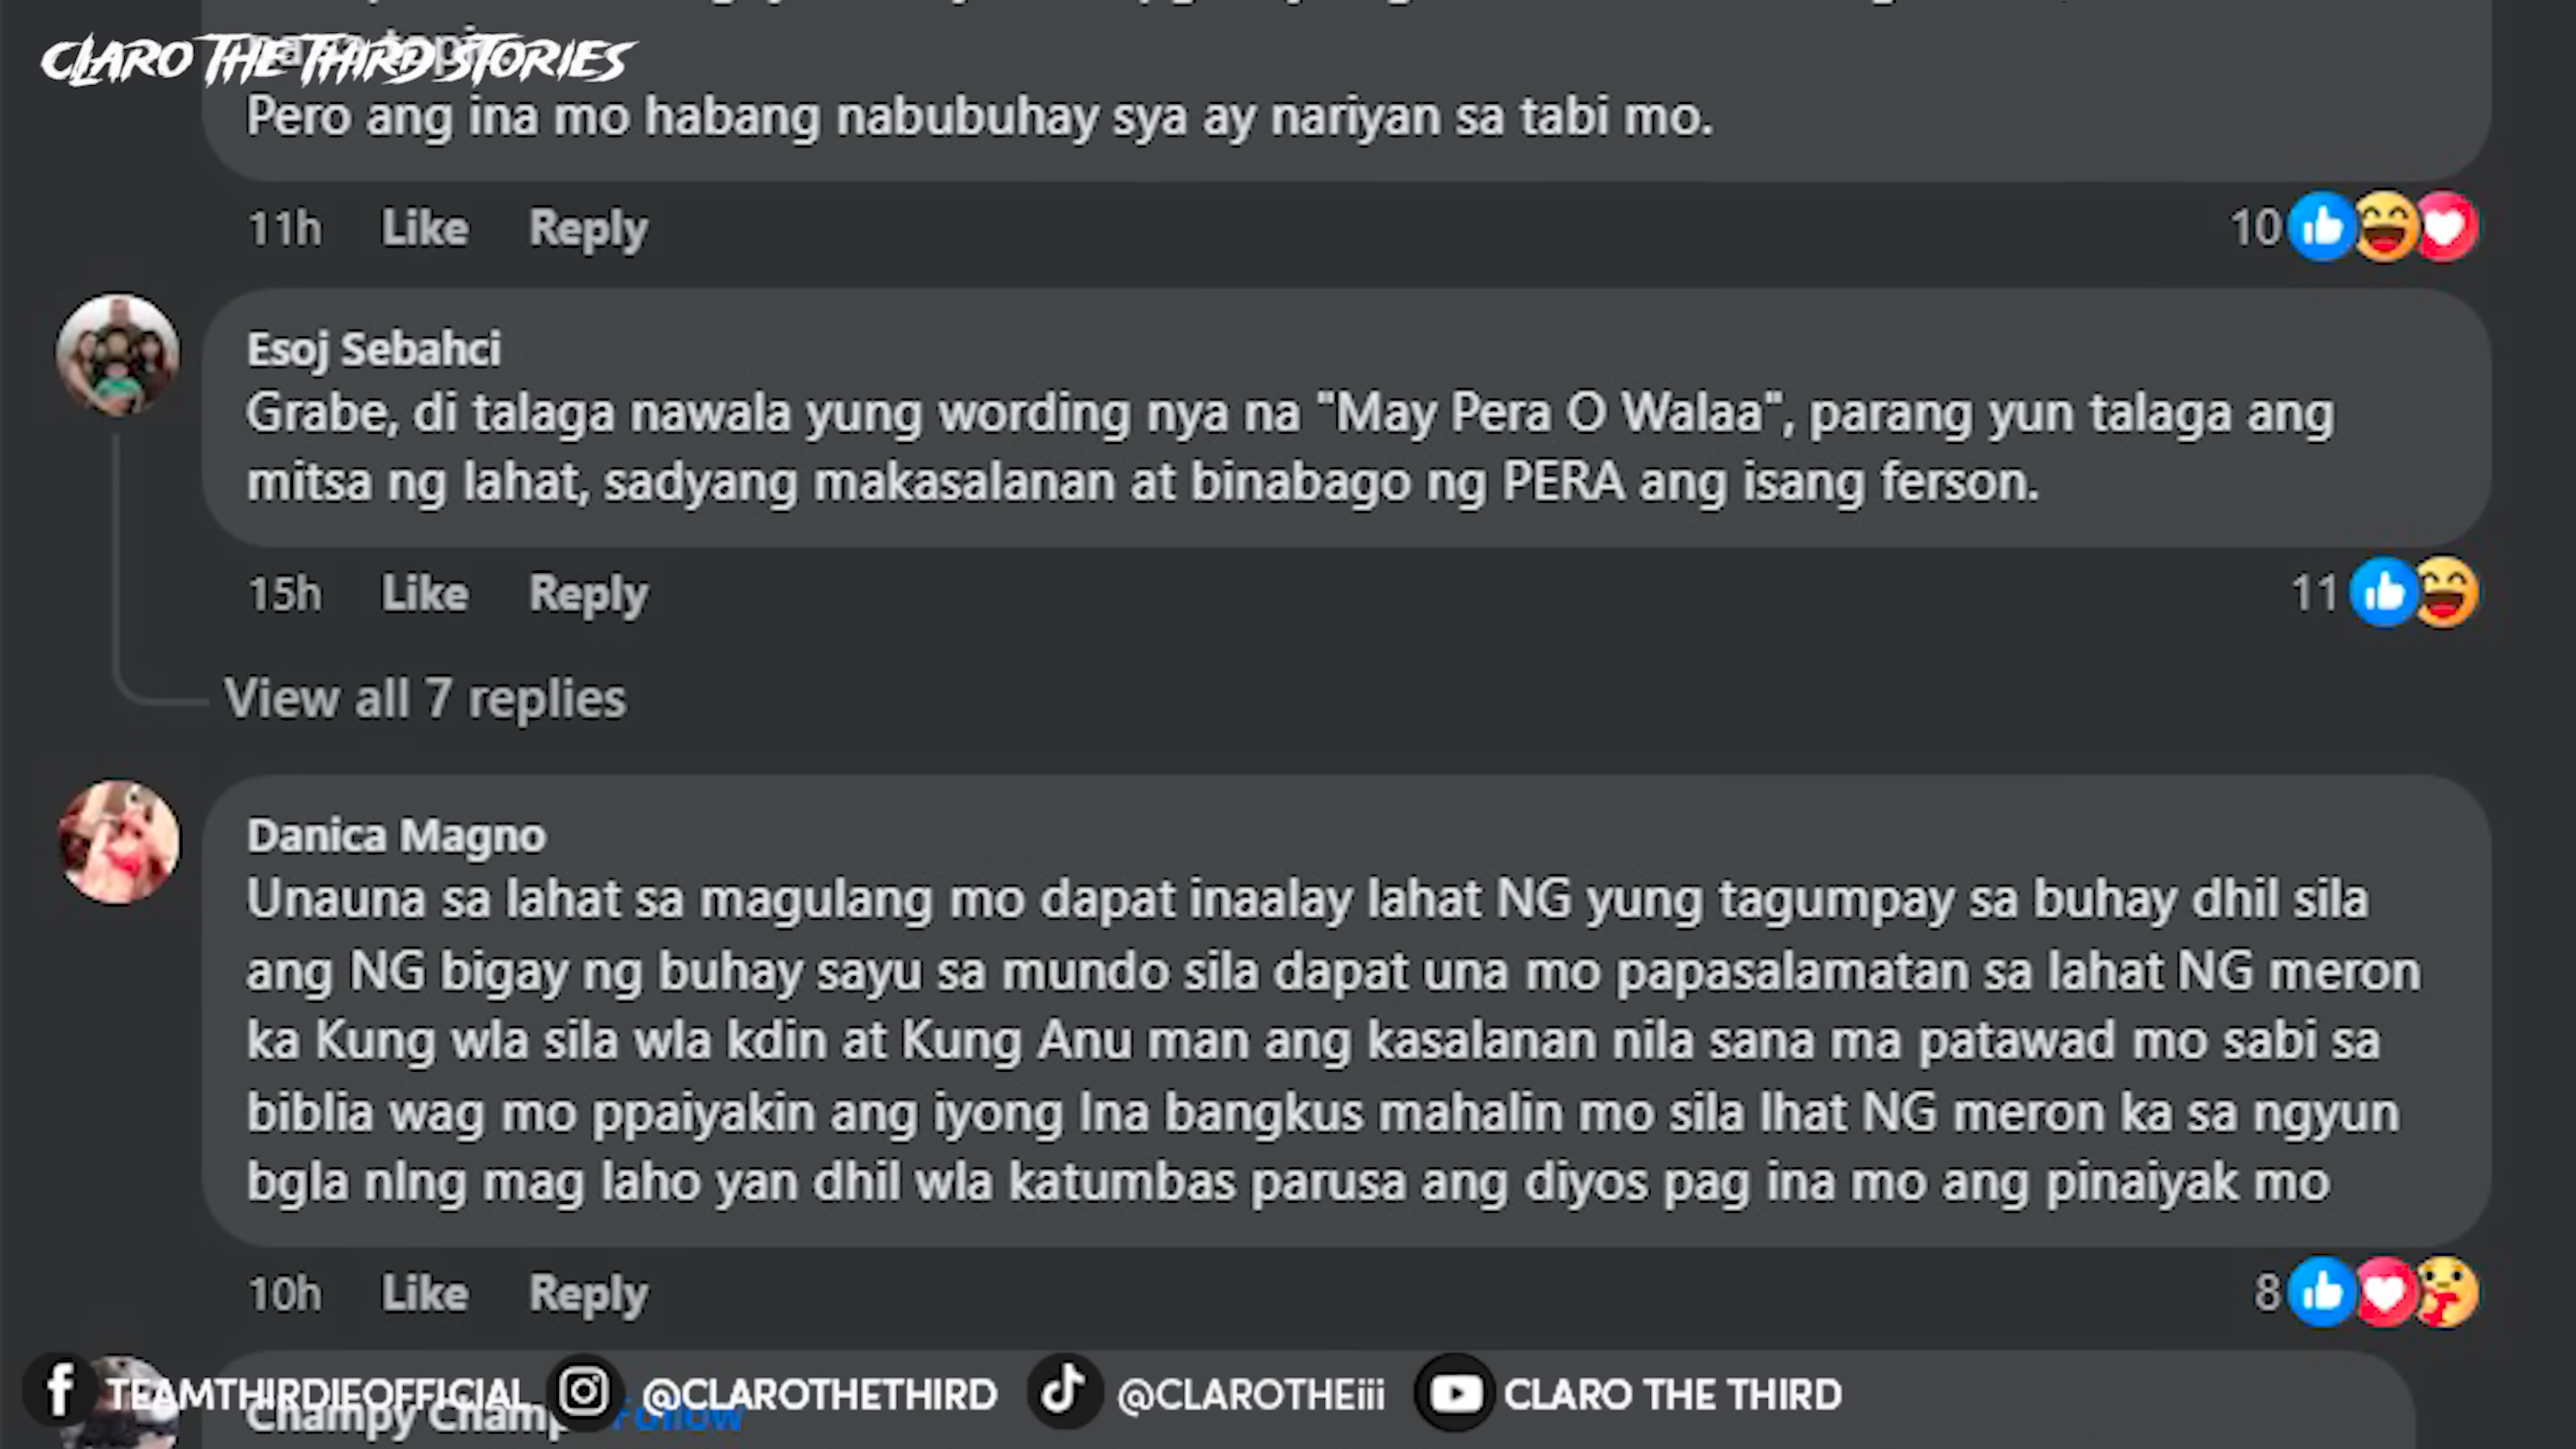 CLARO THE THIRD STORIES
Pero ang ina mo habang nabubuhay sya ay nariyan sa tabi mo.
11h Like Reply 10
Esoj Sebahci
Grabe, di talaga nawala yung wording nya na "May Pera O Walaa", parang yun talaga ang
mitsa ng lahat, sadyang makasalanan at binabago ng PERA ang isang ferson.
15h Like Reply 11
View all 7 replies
Danica Magno
Unauna sa lahat sa magulang mo dapat inaalay lahat NG yung tagumpay sa buhay dhil sila
ang NG bigay ng buhay sayu sa mundo sila dapat una mo papasalamatan sa lahat NG meron
ka Kung wla sila wla kdin at Kung Anu man ang kasalanan nila sana ma patawad mo sabi sa
biblia wag mo ppaiyakin ang iyong Ina bangkus mahalin mo sila lhat NG meron ka sa ngyun
bgla nlng mag laho yan dhil wla katumbas parusa ang diyos pag ina mo ang pinaiyak mo
10h Like Reply 8
TEAMTHIRDIEOFFICIAL @CLAROTHETHIRD @CLAROTHEiii CLARO THE THIRD
Champy Follow